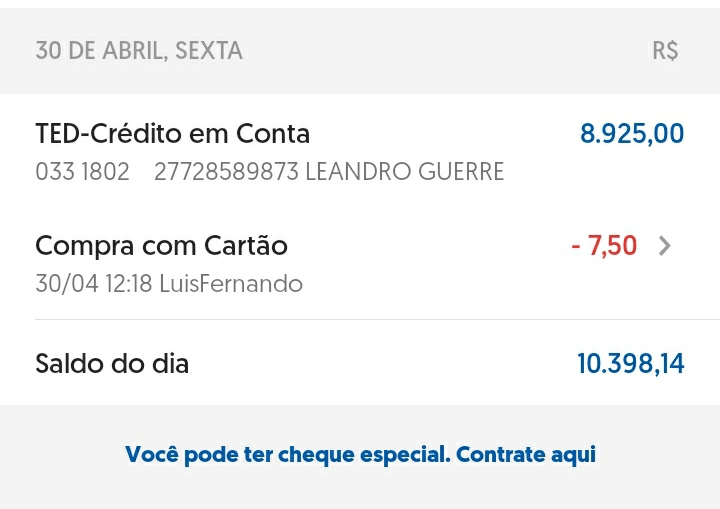 30 DE ABRIL, SEXTA R$
TED-Crédito em Conta 8.925,00
033 1802 27728589873 LEANDRO GUERRE
Compra com Cartão - 7,50
30/04 12:18 LuisFernando
Saldo do dia 10.398,14
Você pode ter cheque especial. Contrate aqui